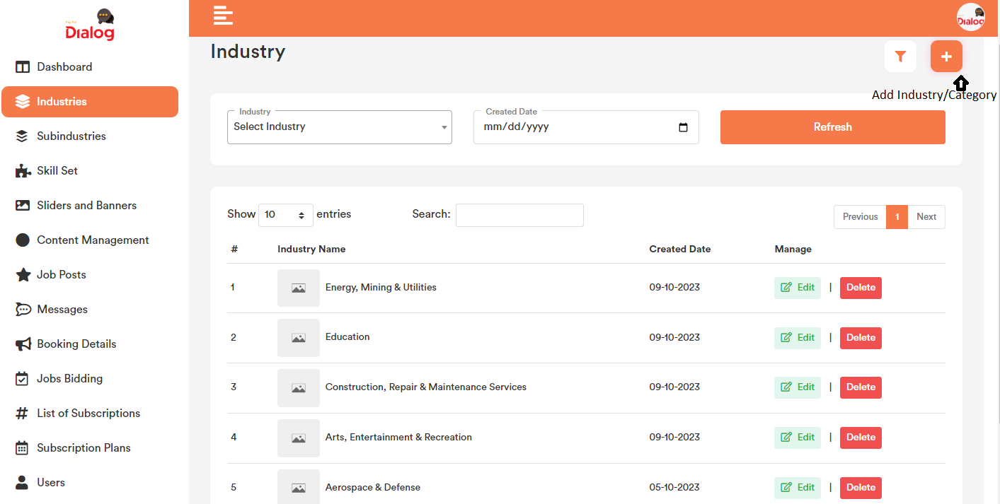 Dialog
Dashboard
Industries
Subindustries
Skill Set
Sliders and Banners
Content Management
Job Posts
Messages
Booking Details
Jobs Bidding
List of Subscriptions
Subscription Plans
Users
Dialog
Industry
Add Industry/Category
Industry
Select Industry
Created Date
mm/dd/yyyy
Refresh
Show 10 entries
Search:
Previous 1 Next
# Industry Name Created Date Manage
1 Energy, Mining & Utilities 09-10-2023 Edit | Delete
2 Education 09-10-2023 Edit | Delete
3 Construction, Repair & Maintenance Services 09-10-2023 Edit | Delete
4 Arts, Entertainment & Recreation 09-10-2023 Edit | Delete
5 Aerospace & Defense 05-10-2023 Edit | Delete